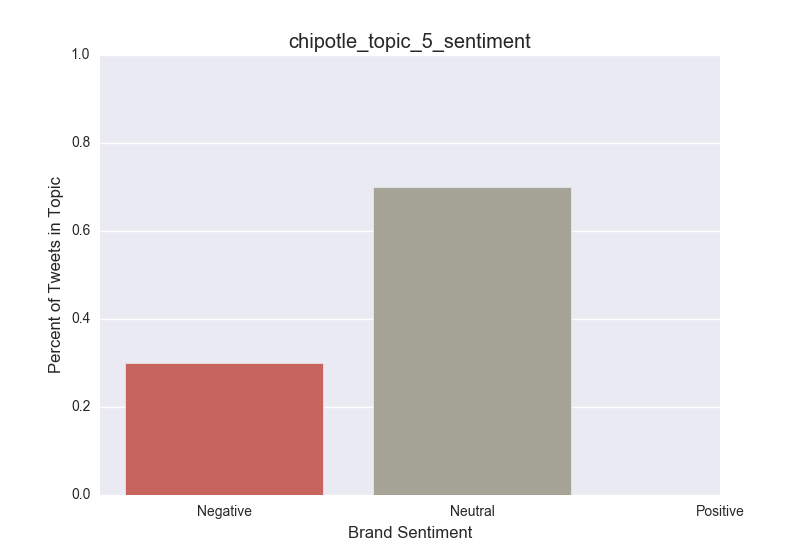 chipotle_topic_5_sentiment
1.0
0.8
0.6
0.4
0.2
0.0
Percent of Tweets in Topic
Negative Neutral Positive
Brand Sentiment